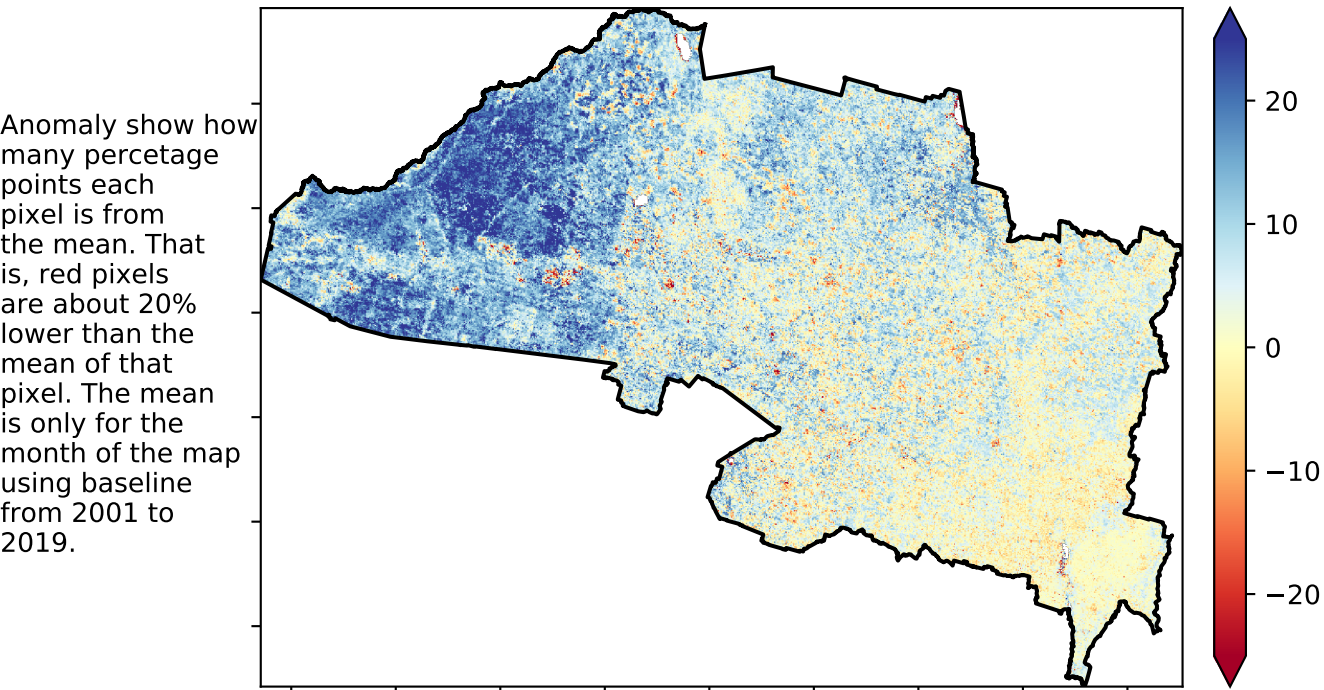 Anomaly show how
many percetage
points each
pixel is from
the mean. That
is, red pixels
are about 20%
lower than the
mean of that
pixel. The mean
is only for the
month of the map
using baseline
from 2001 to
2019.
20
10
0
−10
−20